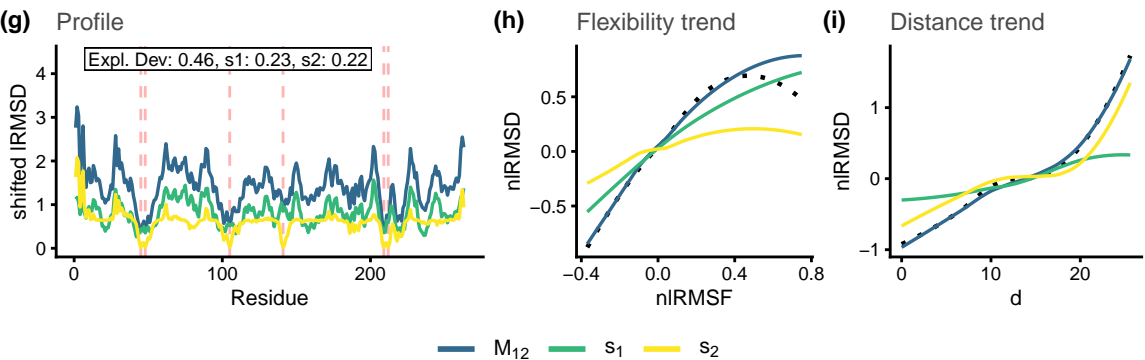 (g) Profile
Expl. Dev: 0.46, s1: 0.23, s2: 0.22
shifted lRMSD
4
3
2
1
0
0 100 200
Residue
(h) Flexibility trend
nlRMSD
0.5
0.0
−0.5
−0.4 0.0 0.4 0.8
nlRMSF
(i) Distance trend
nlRMSD
1
0
−1
0 10 20
d
M12 s1 s2